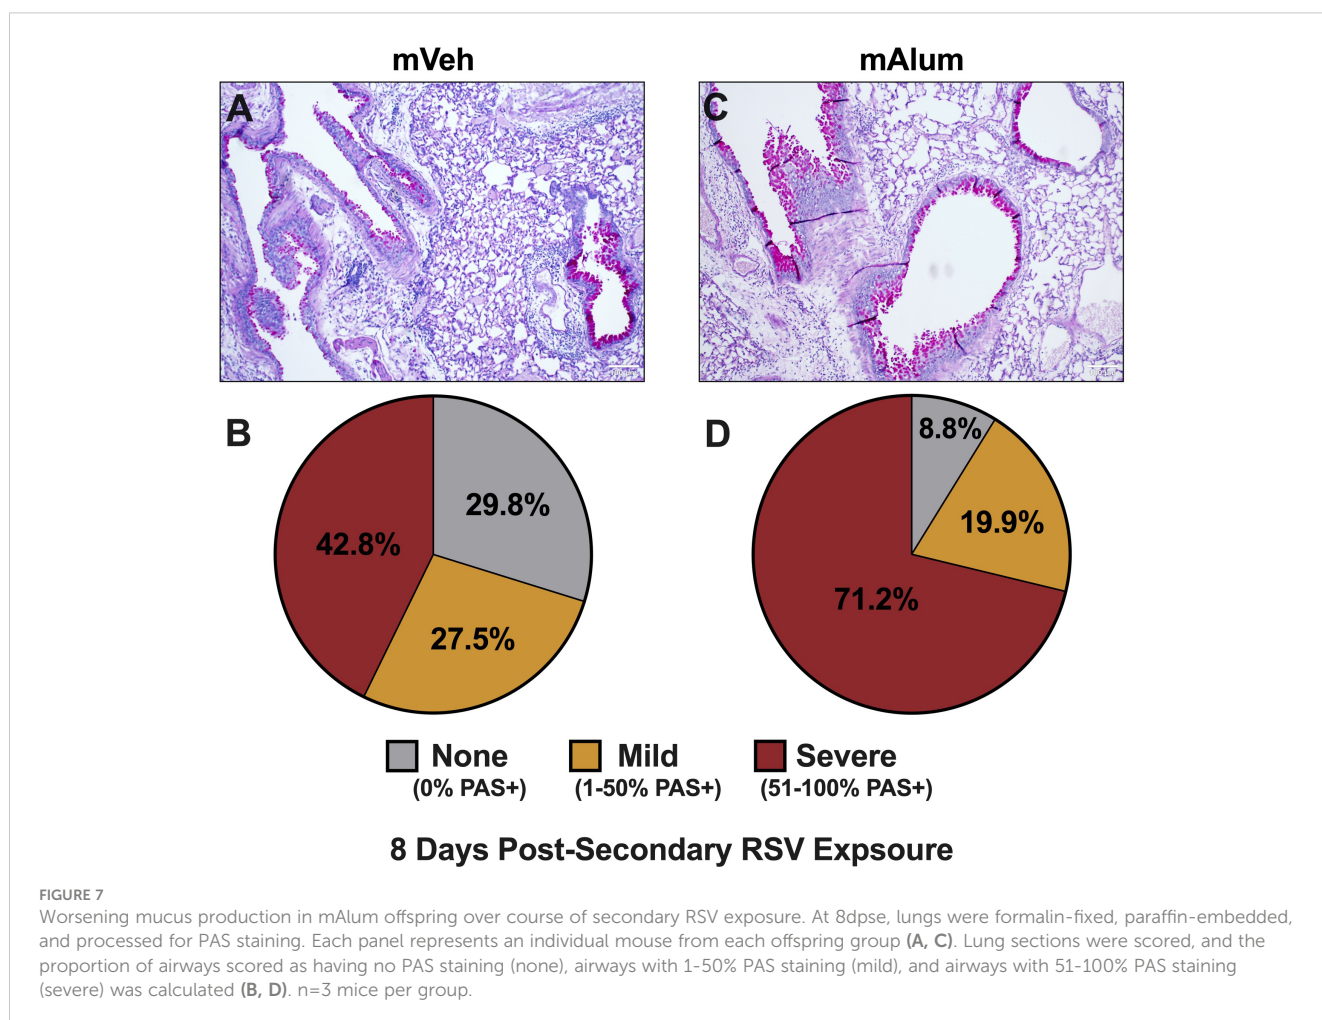 mVeh
mAlum
A
C
B
D
29.8%
42.8%
27.5%
8.8%
19.9%
71.2%
None
(0% PAS+)
Mild
(1-50% PAS+)
Severe
(51-100% PAS+)
8 Days Post-Secondary RSV Expsoure
FIGURE 7
Worsening mucus production in mAlum offspring over course of secondary RSV exposure. At 8dpse, lungs were formalin-fixed, paraffin-embedded,
and processed for PAS staining. Each panel represents an individual mouse from each offspring group (A, C). Lung sections were scored, and the
proportion of airways scored as having no PAS staining (none), airways with 1-50% PAS staining (mild), and airways with 51-100% PAS staining
(severe) was calculated (B, D). n=3 mice per group.